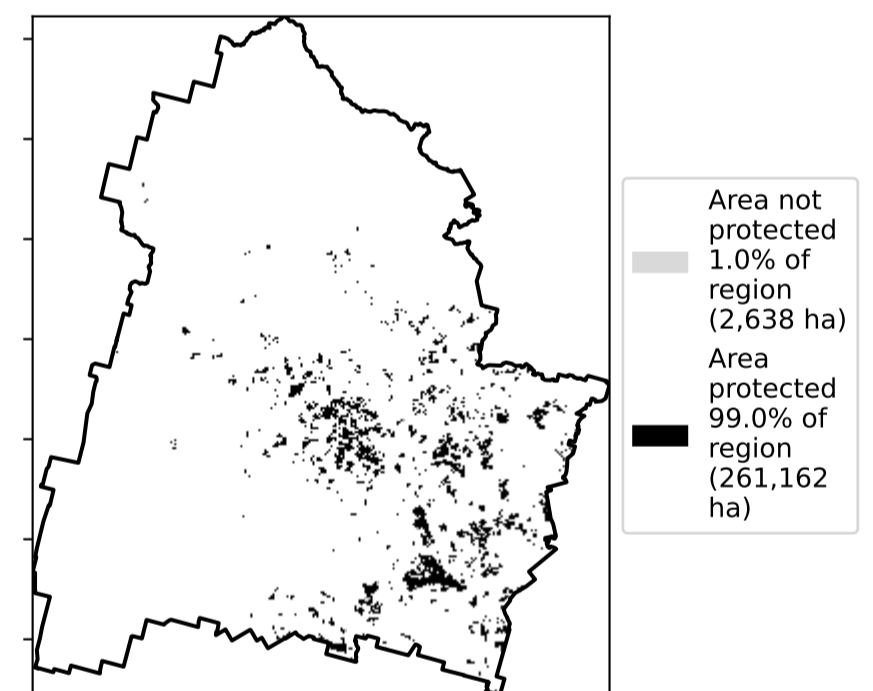 Area not
protected
1.0% of
region
(2,638 ha)
Area
protected
99.0% of
region
(261,162
ha)